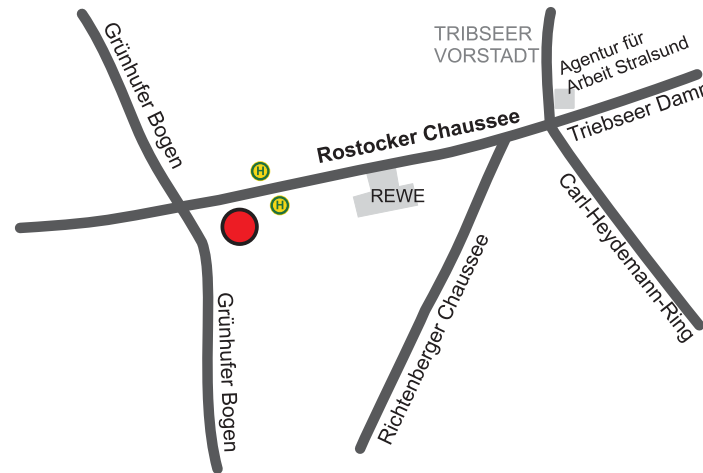 Grünhufer Bogen
TRIBSEER
VORSTADT
Agentur für
Arbeit Stralsund
Rostocker Chaussee
Triebseer Damm
H
H
REWE
Carl-Heydemann-Ring
Richtenberger Chaussee
Grünhufer Bogen